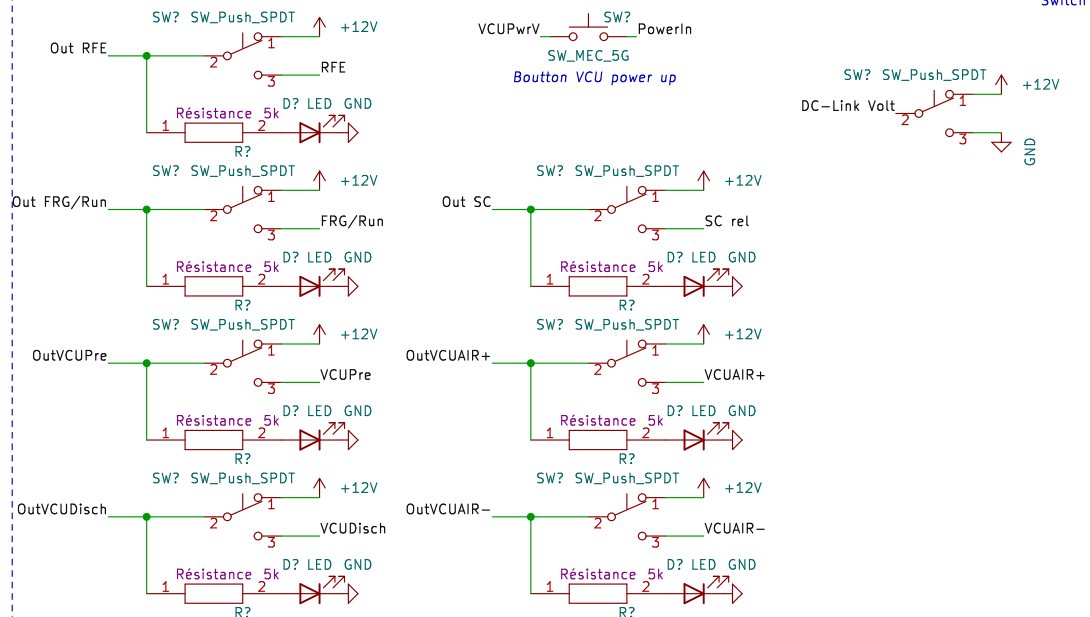 Switch
SW? SW_Push_SPDT
+12V
Out RFE
1
2
RFE
3
Résistance 5k
D? LED GND
1
2
R?
SW?
VCUPwrV
PowerIn
SW_MEC_5G
Boutton VCU power up
SW? SW_Push_SPDT
+12V
DC-Link Volt
1
2
3
GND
SW? SW_Push_SPDT
+12V
Out FRG/Run
1
2
FRG/Run
3
Résistance 5k
D? LED GND
1
2
R?
SW? SW_Push_SPDT
+12V
Out SC
1
2
SC rel
3
Résistance 5k
D? LED GND
1
2
R?
SW? SW_Push_SPDT
+12V
OutVCUPre
1
2
VCUPre
3
Résistance 5k
D? LED GND
1
2
R?
SW? SW_Push_SPDT
+12V
OutVCUAIR+
1
2
VCUAIR+
3
Résistance 5k
D? LED GND
1
2
R?
SW? SW_Push_SPDT
+12V
OutVCUDisch
1
2
VCUDisch
3
Résistance 5k
D? LED GND
1
2
R?
SW? SW_Push_SPDT
+12V
OutVCUAIR-
1
2
VCUAIR-
3
Résistance 5k
D? LED GND
1
2
R?